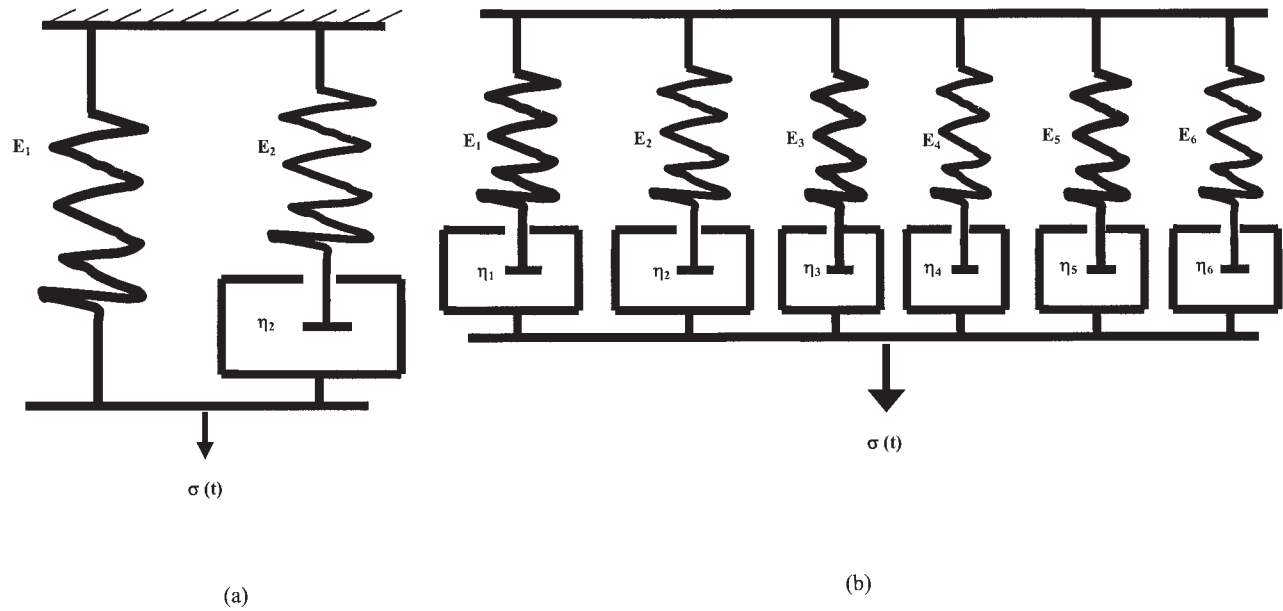 E₁
E₂
η₂
σ (t)
(a)
E₁ E₂ E₃ E₄ E₅ E₆
η₁ η₂ η₃ η₄ η₅ η₆
σ (t)
(b)